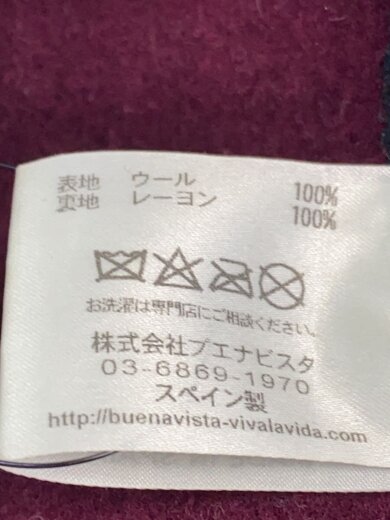 表地 ウール 100%
裏地 レーヨン 100%
お洗濯は専門店にご相談ください。
株式会社ブエナビスタ
03-6869-1970
スペイン製
http://buenavista-vivalavida.com